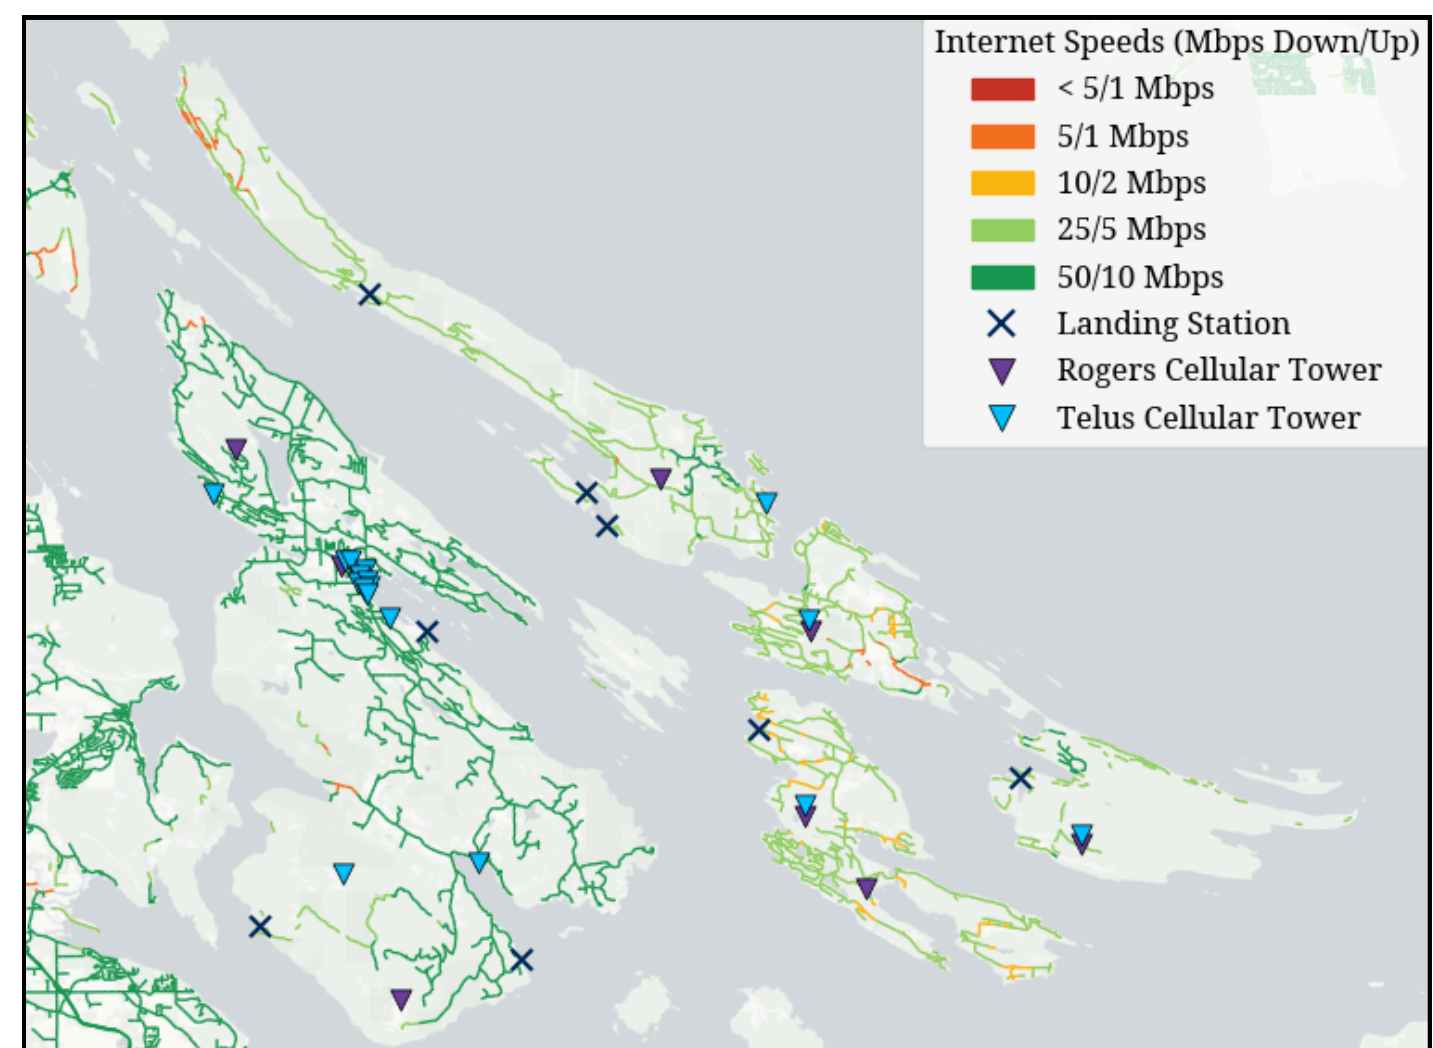 Internet Speeds (Mbps Down/Up)
< 5/1 Mbps
5/1 Mbps
10/2 Mbps
25/5 Mbps
50/10 Mbps
Landing Station
Rogers Cellular Tower
Telus Cellular Tower